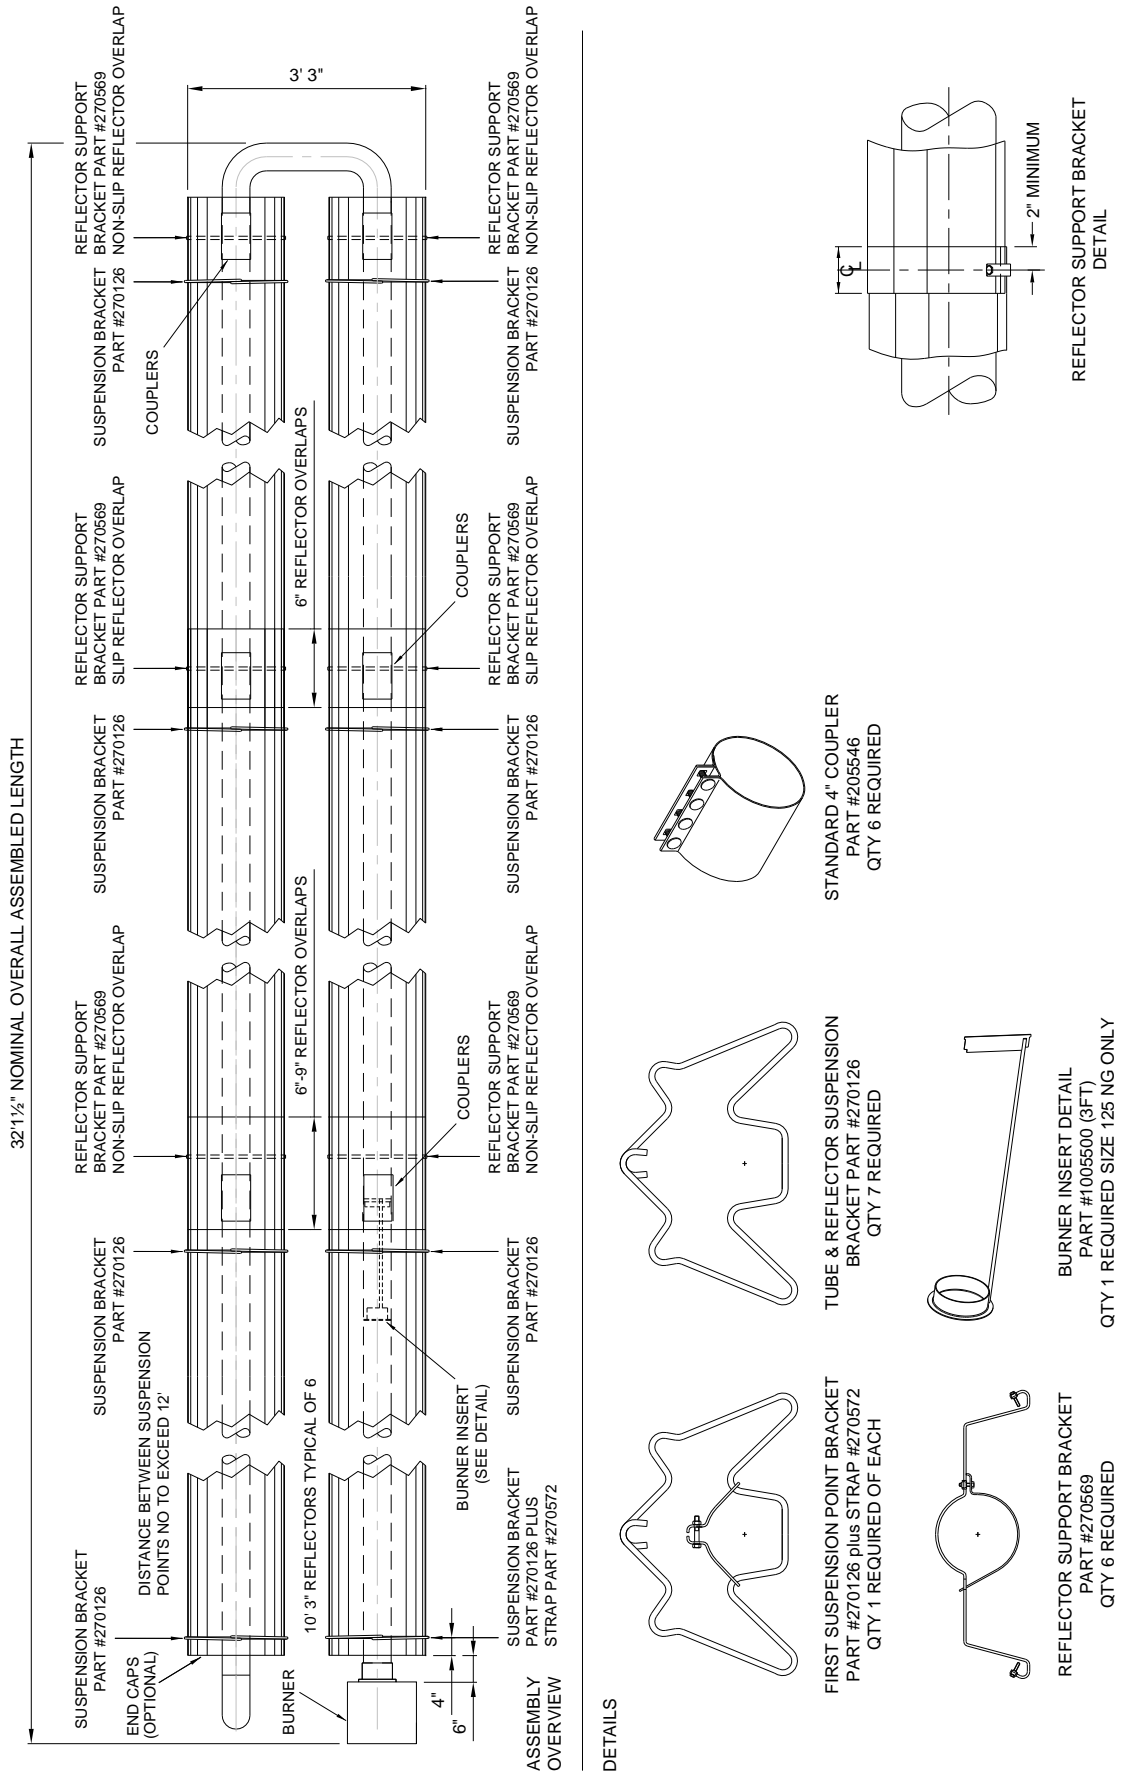 32'11½" NOMINAL OVERALL ASSEMBLED LENGTH
SUSPENSION BRACKET
PART #270126
END CAPS
(OPTIONAL)
DISTANCE BETWEEN SUSPENSION
POINTS NO TO EXCEED 12'
SUSPENSION BRACKET
PART #270126
REFLECTOR SUPPORT
BRACKET PART #270569
NON-SLIP REFLECTOR OVERLAP
SUSPENSION BRACKET
PART #270126
REFLECTOR SUPPORT
BRACKET PART #270569
SLIP REFLECTOR OVERLAP
SUSPENSION BRACKET
PART #270126
COUPLERS
REFLECTOR SUPPORT
BRACKET PART #270569
NON-SLIP REFLECTOR OVERLAP
3' 3"
BURNER
10' 3" REFLECTORS TYPICAL OF 6
6"-9" REFLECTOR OVERLAPS
6" REFLECTOR OVERLAPS
4"
6"
BURNER INSERT
(SEE DETAIL)
COUPLERS
COUPLERS
SUSPENSION BRACKET
PART #270126 PLUS
STRAP PART #270572
SUSPENSION BRACKET
PART #270126
REFLECTOR SUPPORT
BRACKET PART #270569
NON-SLIP REFLECTOR OVERLAP
SUSPENSION BRACKET
PART #270126
REFLECTOR SUPPORT
BRACKET PART #270569
SLIP REFLECTOR OVERLAP
SUSPENSION BRACKET
PART #270126
REFLECTOR SUPPORT
BRACKET PART #270569
NON-SLIP REFLECTOR OVERLAP
ASSEMBLY
OVERVIEW
DETAILS
FIRST SUSPENSION POINT BRACKET
PART #270126 plus STRAP #270572
QTY 1 REQUIRED OF EACH
TUBE & REFLECTOR SUSPENSION
BRACKET PART #270126
QTY 7 REQUIRED
STANDARD 4" COUPLER
PART #205546
QTY 6 REQUIRED
CL
2" MINIMUM
REFLECTOR SUPPORT BRACKET
DETAIL
REFLECTOR SUPPORT BRACKET
PART #270569
QTY 6 REQUIRED
BURNER INSERT DETAIL
PART #1005500 (3FT)
QTY 1 REQUIRED SIZE 125 NG ONLY